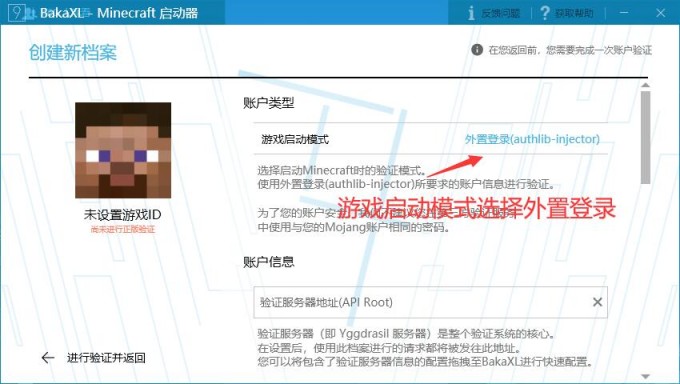 BakaXL - Minecraft 启动器
反馈问题
获取帮助
创建新档案
在您返回前，您需要完成一次账户验证
账户类型
游戏启动模式
外置登录(authlib-injector)
选择启动Minecraft时的验证模式。
使用外置登录(authlib-injector)所要求的账户信息进行验证。
游戏启动模式选择外置登录
为了您的账户安全
中使用与您的Mojang账户相同的密码。
未设置游戏ID
尚未进行正版验证
账户信息
验证服务器地址(API Root)
验证服务器（即 Yggdrasil 服务器）是整个验证系统的核心。
在设置后，使用此档案进行的请求都将被发往此地址。
您可以将包含了验证服务器信息的配置拖拽至BakaXL进行快速配置。
进行验证并返回